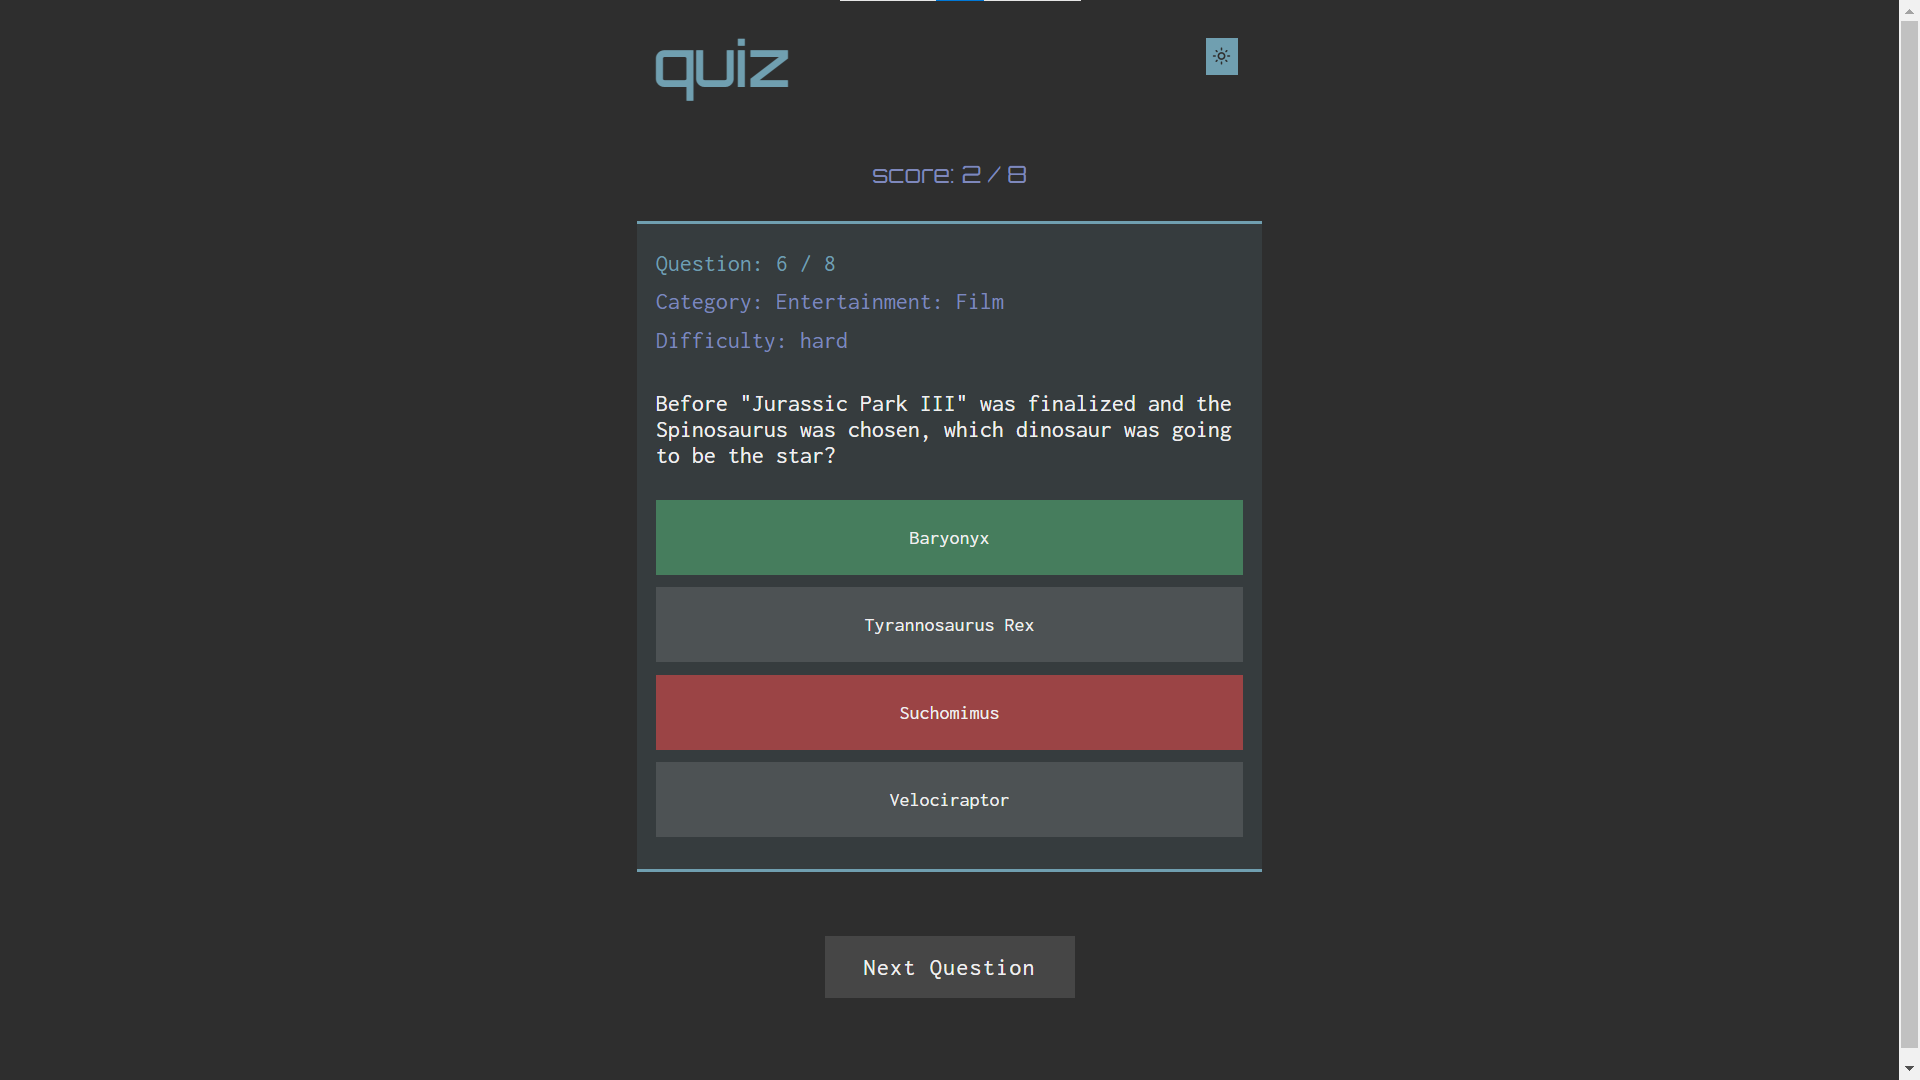 quiz
score: 2 / 8
Question: 6 / 8
Category: Entertainment: Film
Difficulty: hard
Before "Jurassic Park III" was finalized and the
Spinosaurus was chosen, which dinosaur was going
to be the star?
Baryonyx
Tyrannosaurus Rex
Suchomimus
Velociraptor
Next Question